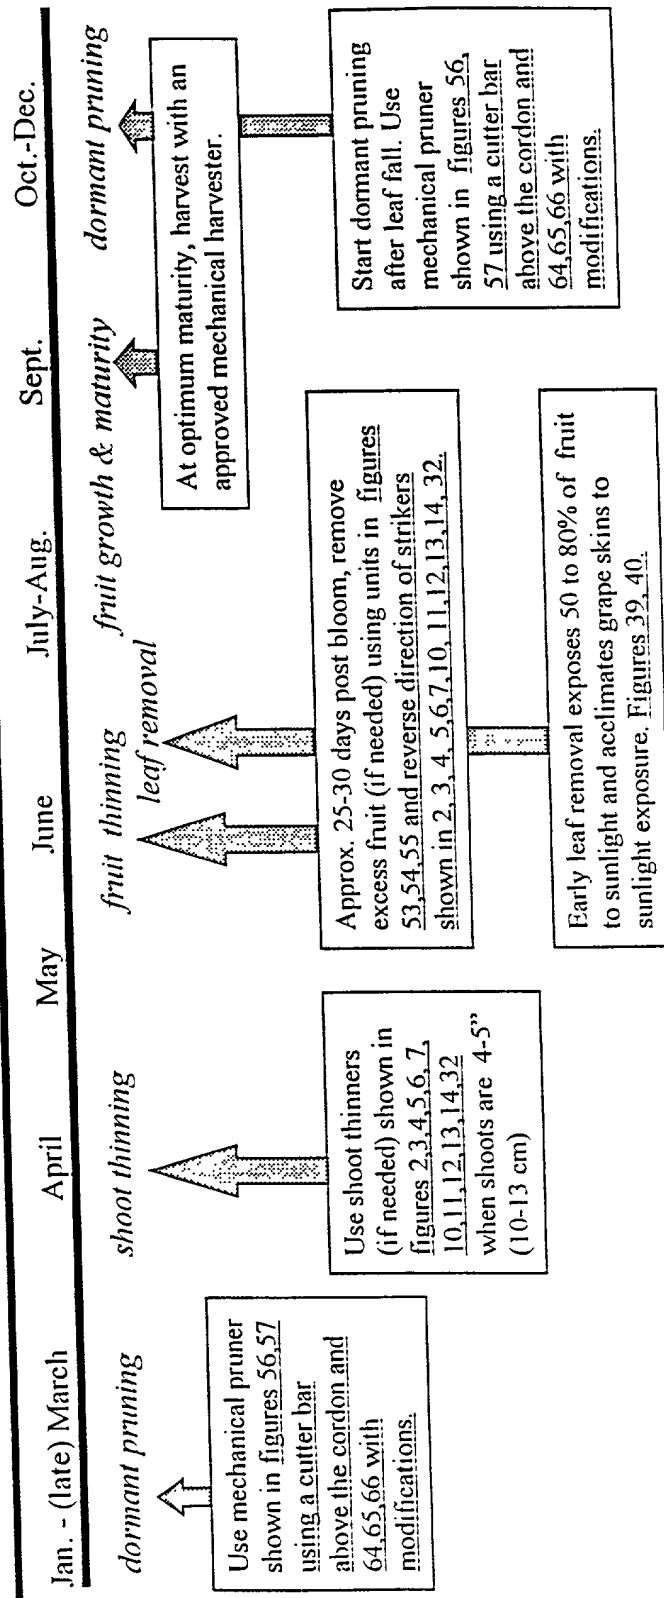 Jan. - (late) March
April
May
June
July-Aug.
Sept.
Oct.-Dec.
dormant pruning
shoot thinning
fruit thinning
leaf removal
fruit growth & maturity
dormant pruning
Use mechanical pruner
shown in figures 56,57
using a cutter bar
above the cordon and
64,65,66 with
modifications.
Use shoot thinners
(if needed) shown in
figures 2,3,4,5,6, 7,
10,11,12,13,14,32
when shoots are 4-5”
(10-13 cm)
Approx. 25-30 days post bloom, remove
excess fruit (if needed) using units in figures
53,54,55 and reverse direction of strikers
shown in 2, 3, 4, 5,6,7,10, 11,12,13,14, 32.
Early leaf removal exposes 50 to 80% of fruit
to sunlight and acclimates grape skins to
sunlight exposure. Figures 39, 40.
At optimum maturity, harvest with an
approved mechanical harvester.
Start dormant pruning
after leaf fall. Use
mechanical pruner
shown in figures 56,
57 using a cutter bar
above the cordon and
64,65,66 with
modifications.